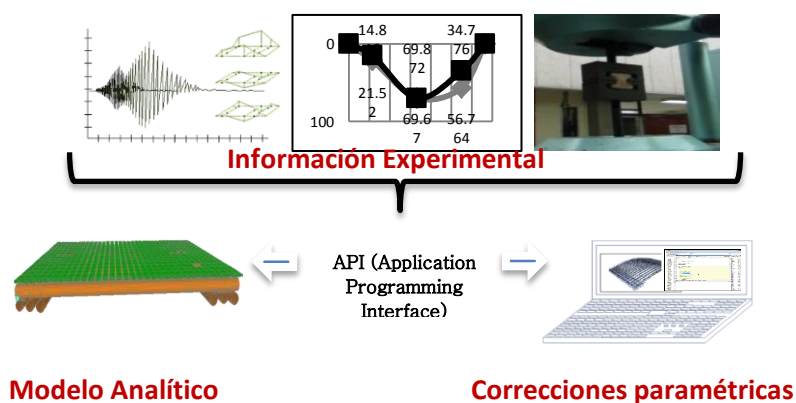 14.8
34.7
0
69.8
76
72
21.5
2
69.6
56.7
100
7
64
Información Experimental
API (Application
Programming
Interface)
Modelo Analítico
Correcciones paramétricas